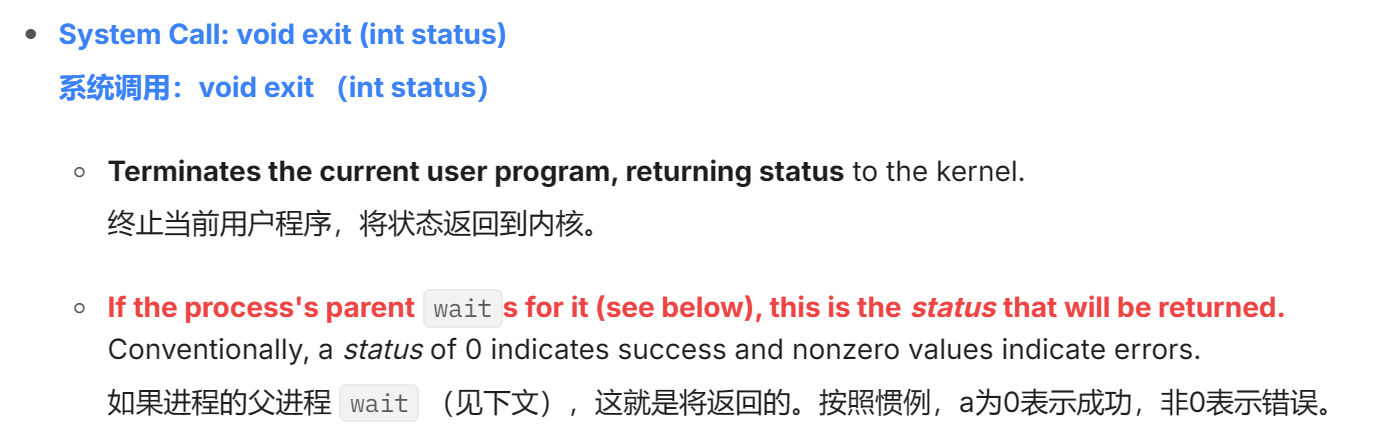 System Call: void exit (int status)
系统调用：void exit （int status）
Terminates the current user program, returning status to the kernel.
终止当前用户程序，将状态返回到内核。
If the process's parent waits for it (see below), this is the status that will be returned.
Conventionally, a status of 0 indicates success and nonzero values indicate errors.
如果进程的父进程 wait （见下文），这就是将返回的。按照惯例，a为0表示成功，非0表示错误。